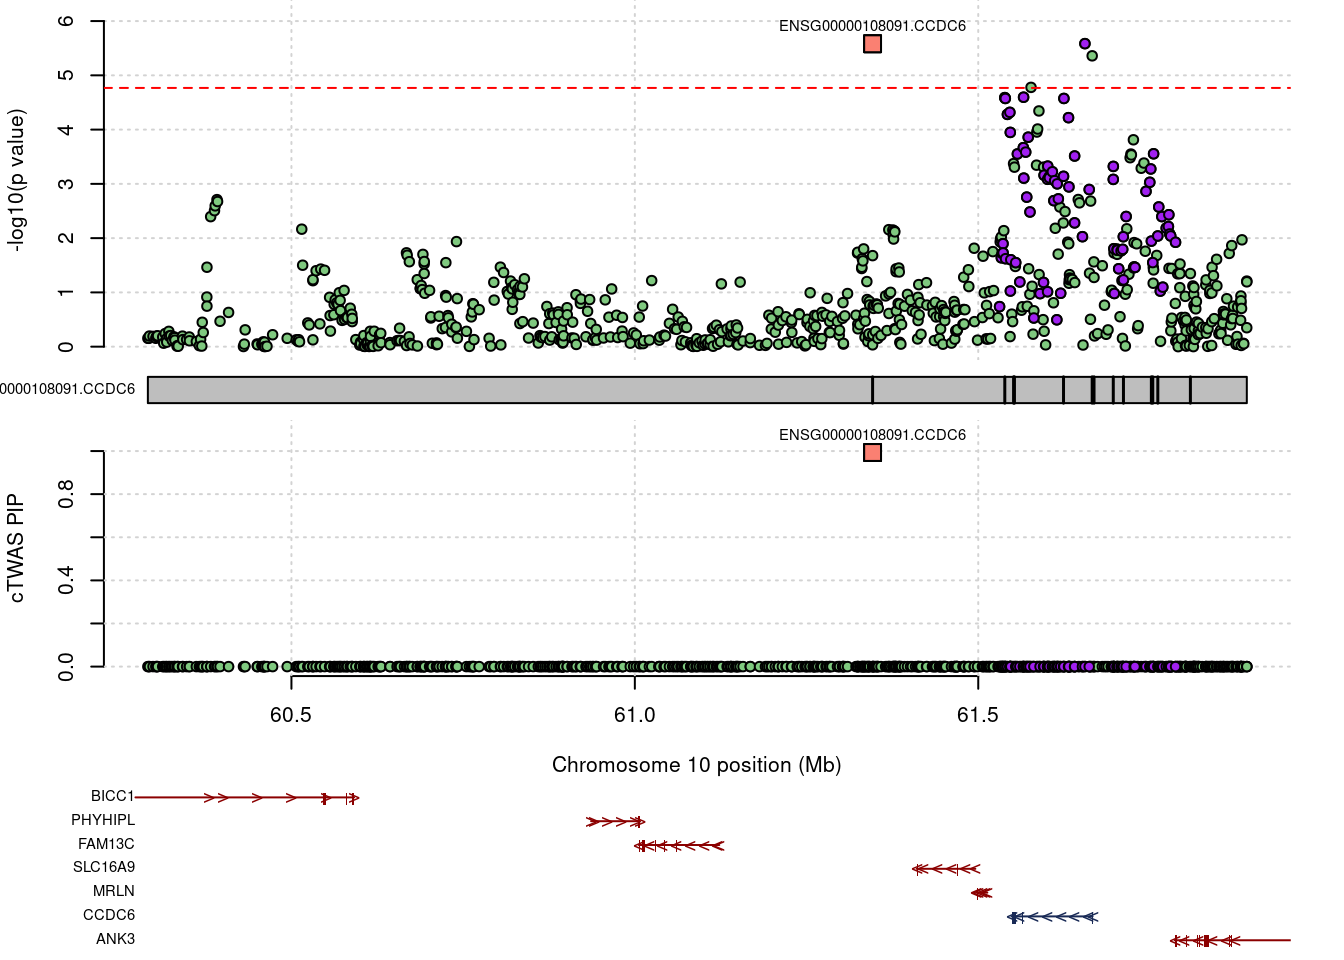 ENSG00000108091.CCDC6
6
5
4
3
2
1
0
-log10(p value)
0000108091.CCDC6
ENSG00000108091.CCDC6
0.8
0.4
0.0
cTWAS PIP
60.5 61.0 61.5
Chromosome 10 position (Mb)
BICC1
PHYHIPL
FAM13C
SLC16A9
MRLN
CCDC6
ANK3